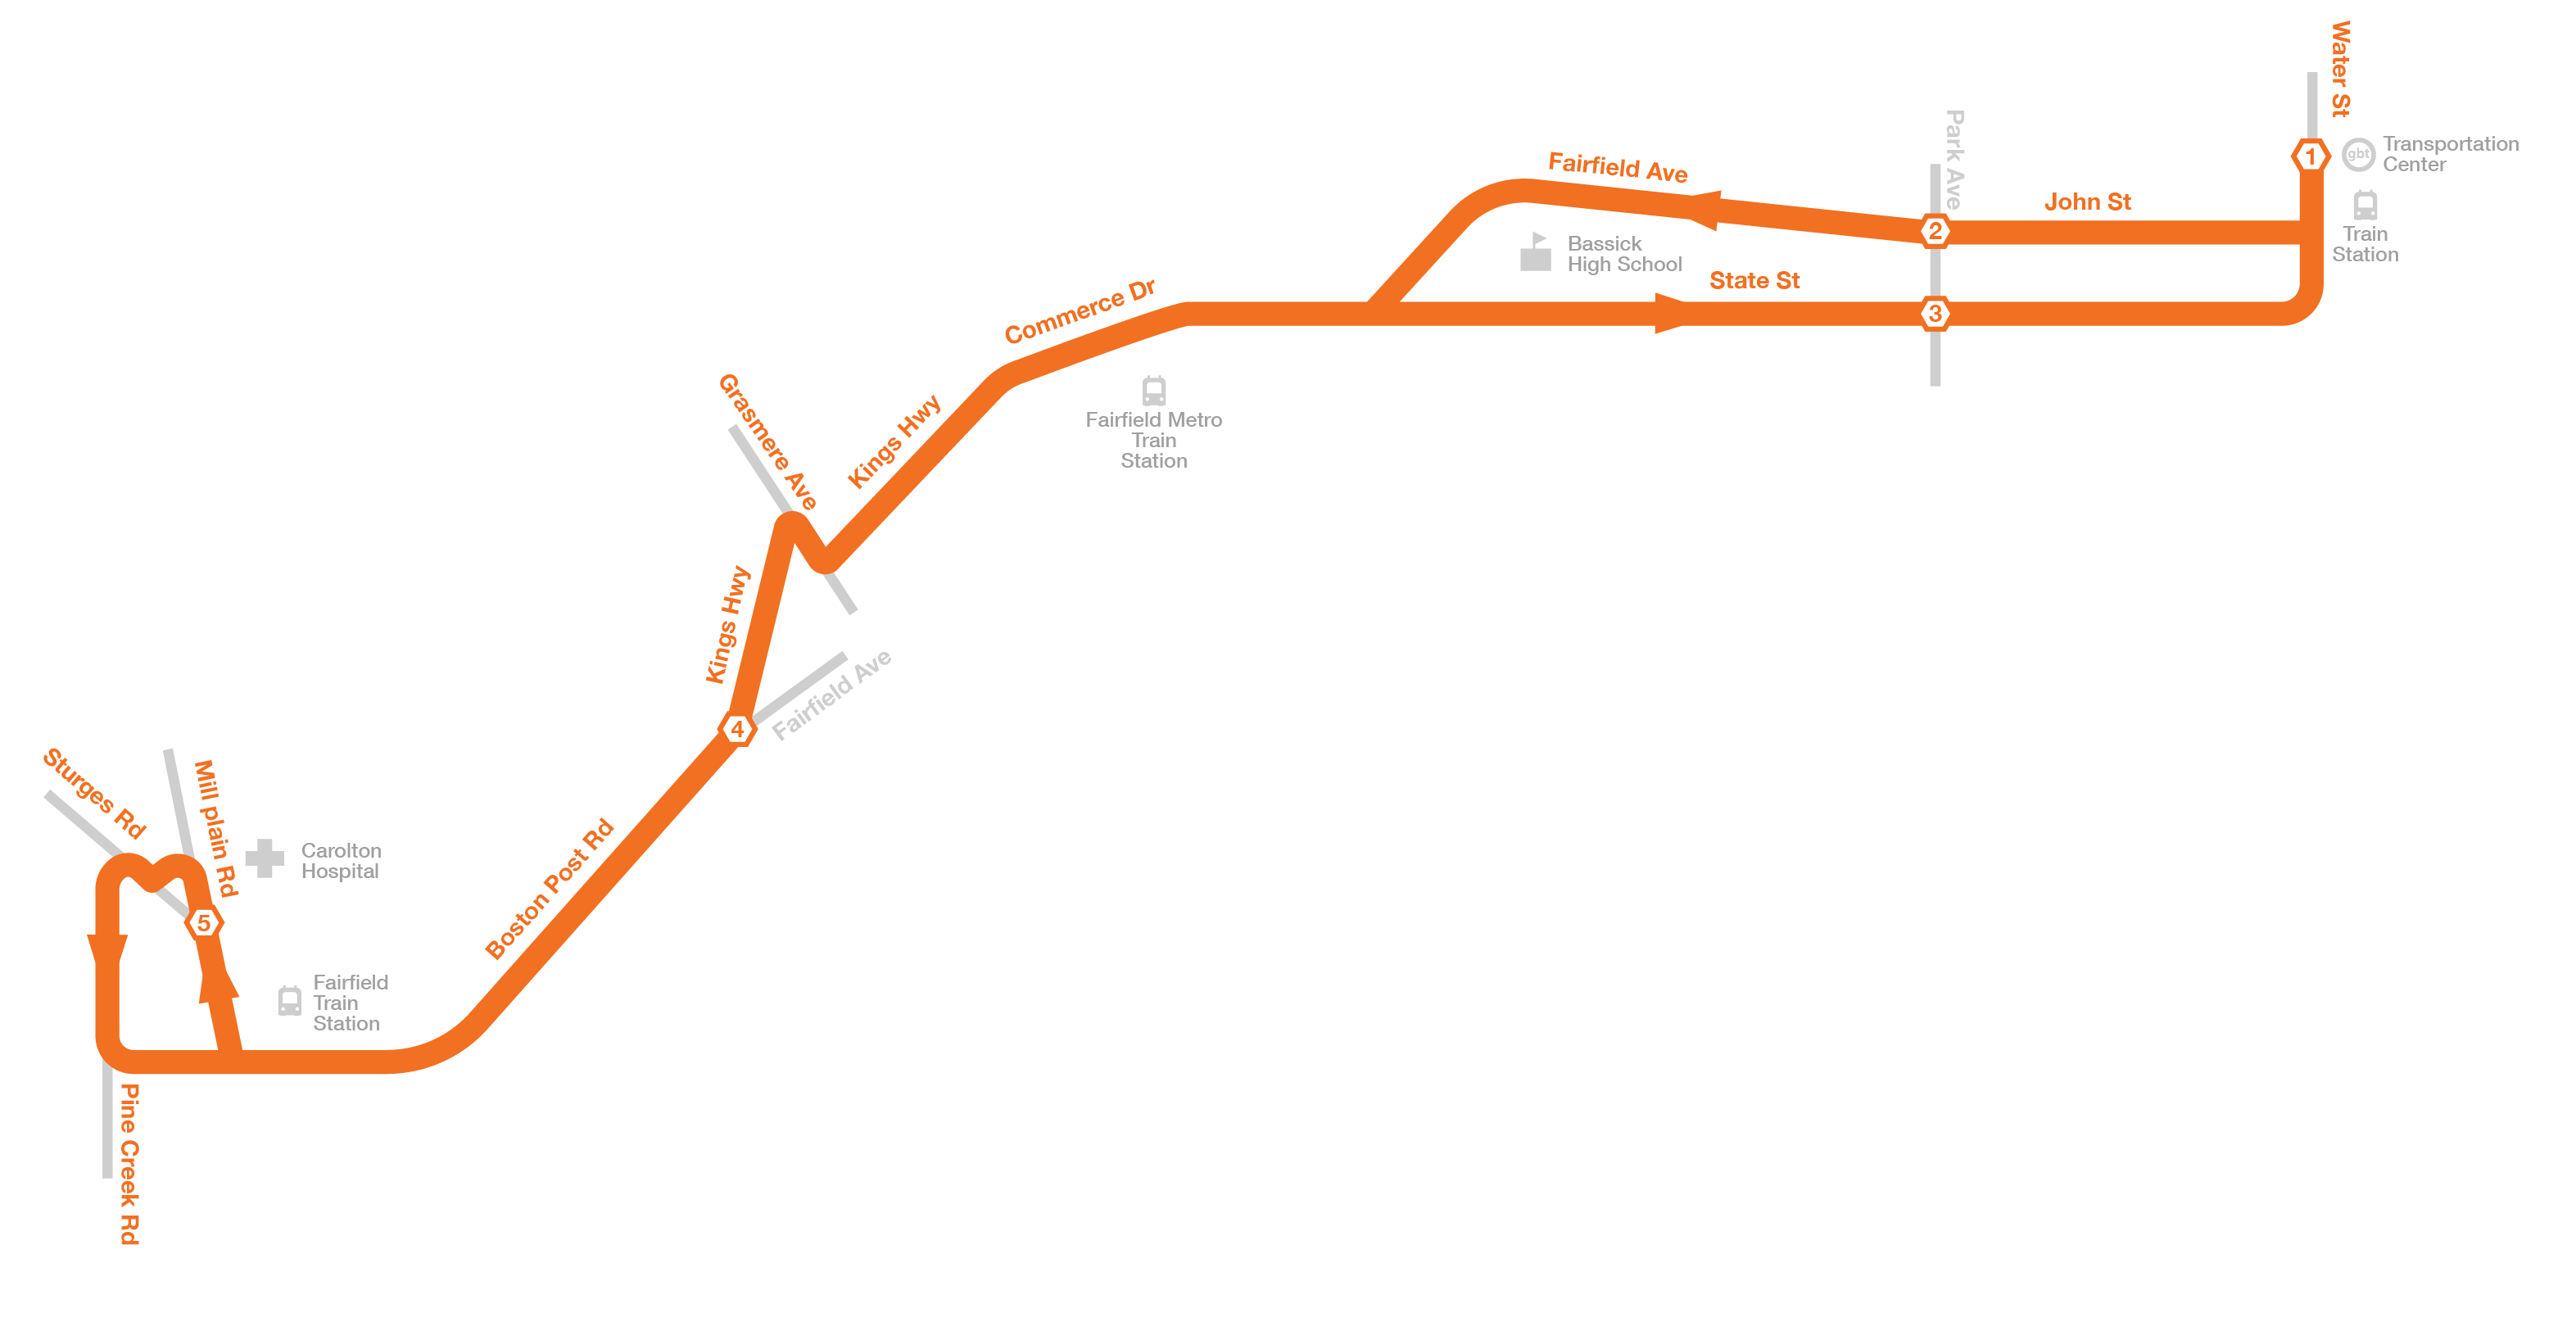 Water St
1
gbt
Transportation
Center
Train
Station
Park Ave
John St
2
Fairfield Ave
Bassick
High School
State St
3
Commerce Dr
Fairfield Metro
Train
Station
Kings Hwy
Grasmere Ave
Kings Hwy
Fairfield Ave
4
Boston Post Rd
Sturges Rd
Mill plain Rd
Carolton
Hospital
5
Fairfield
Train
Station
Pine Creek Rd